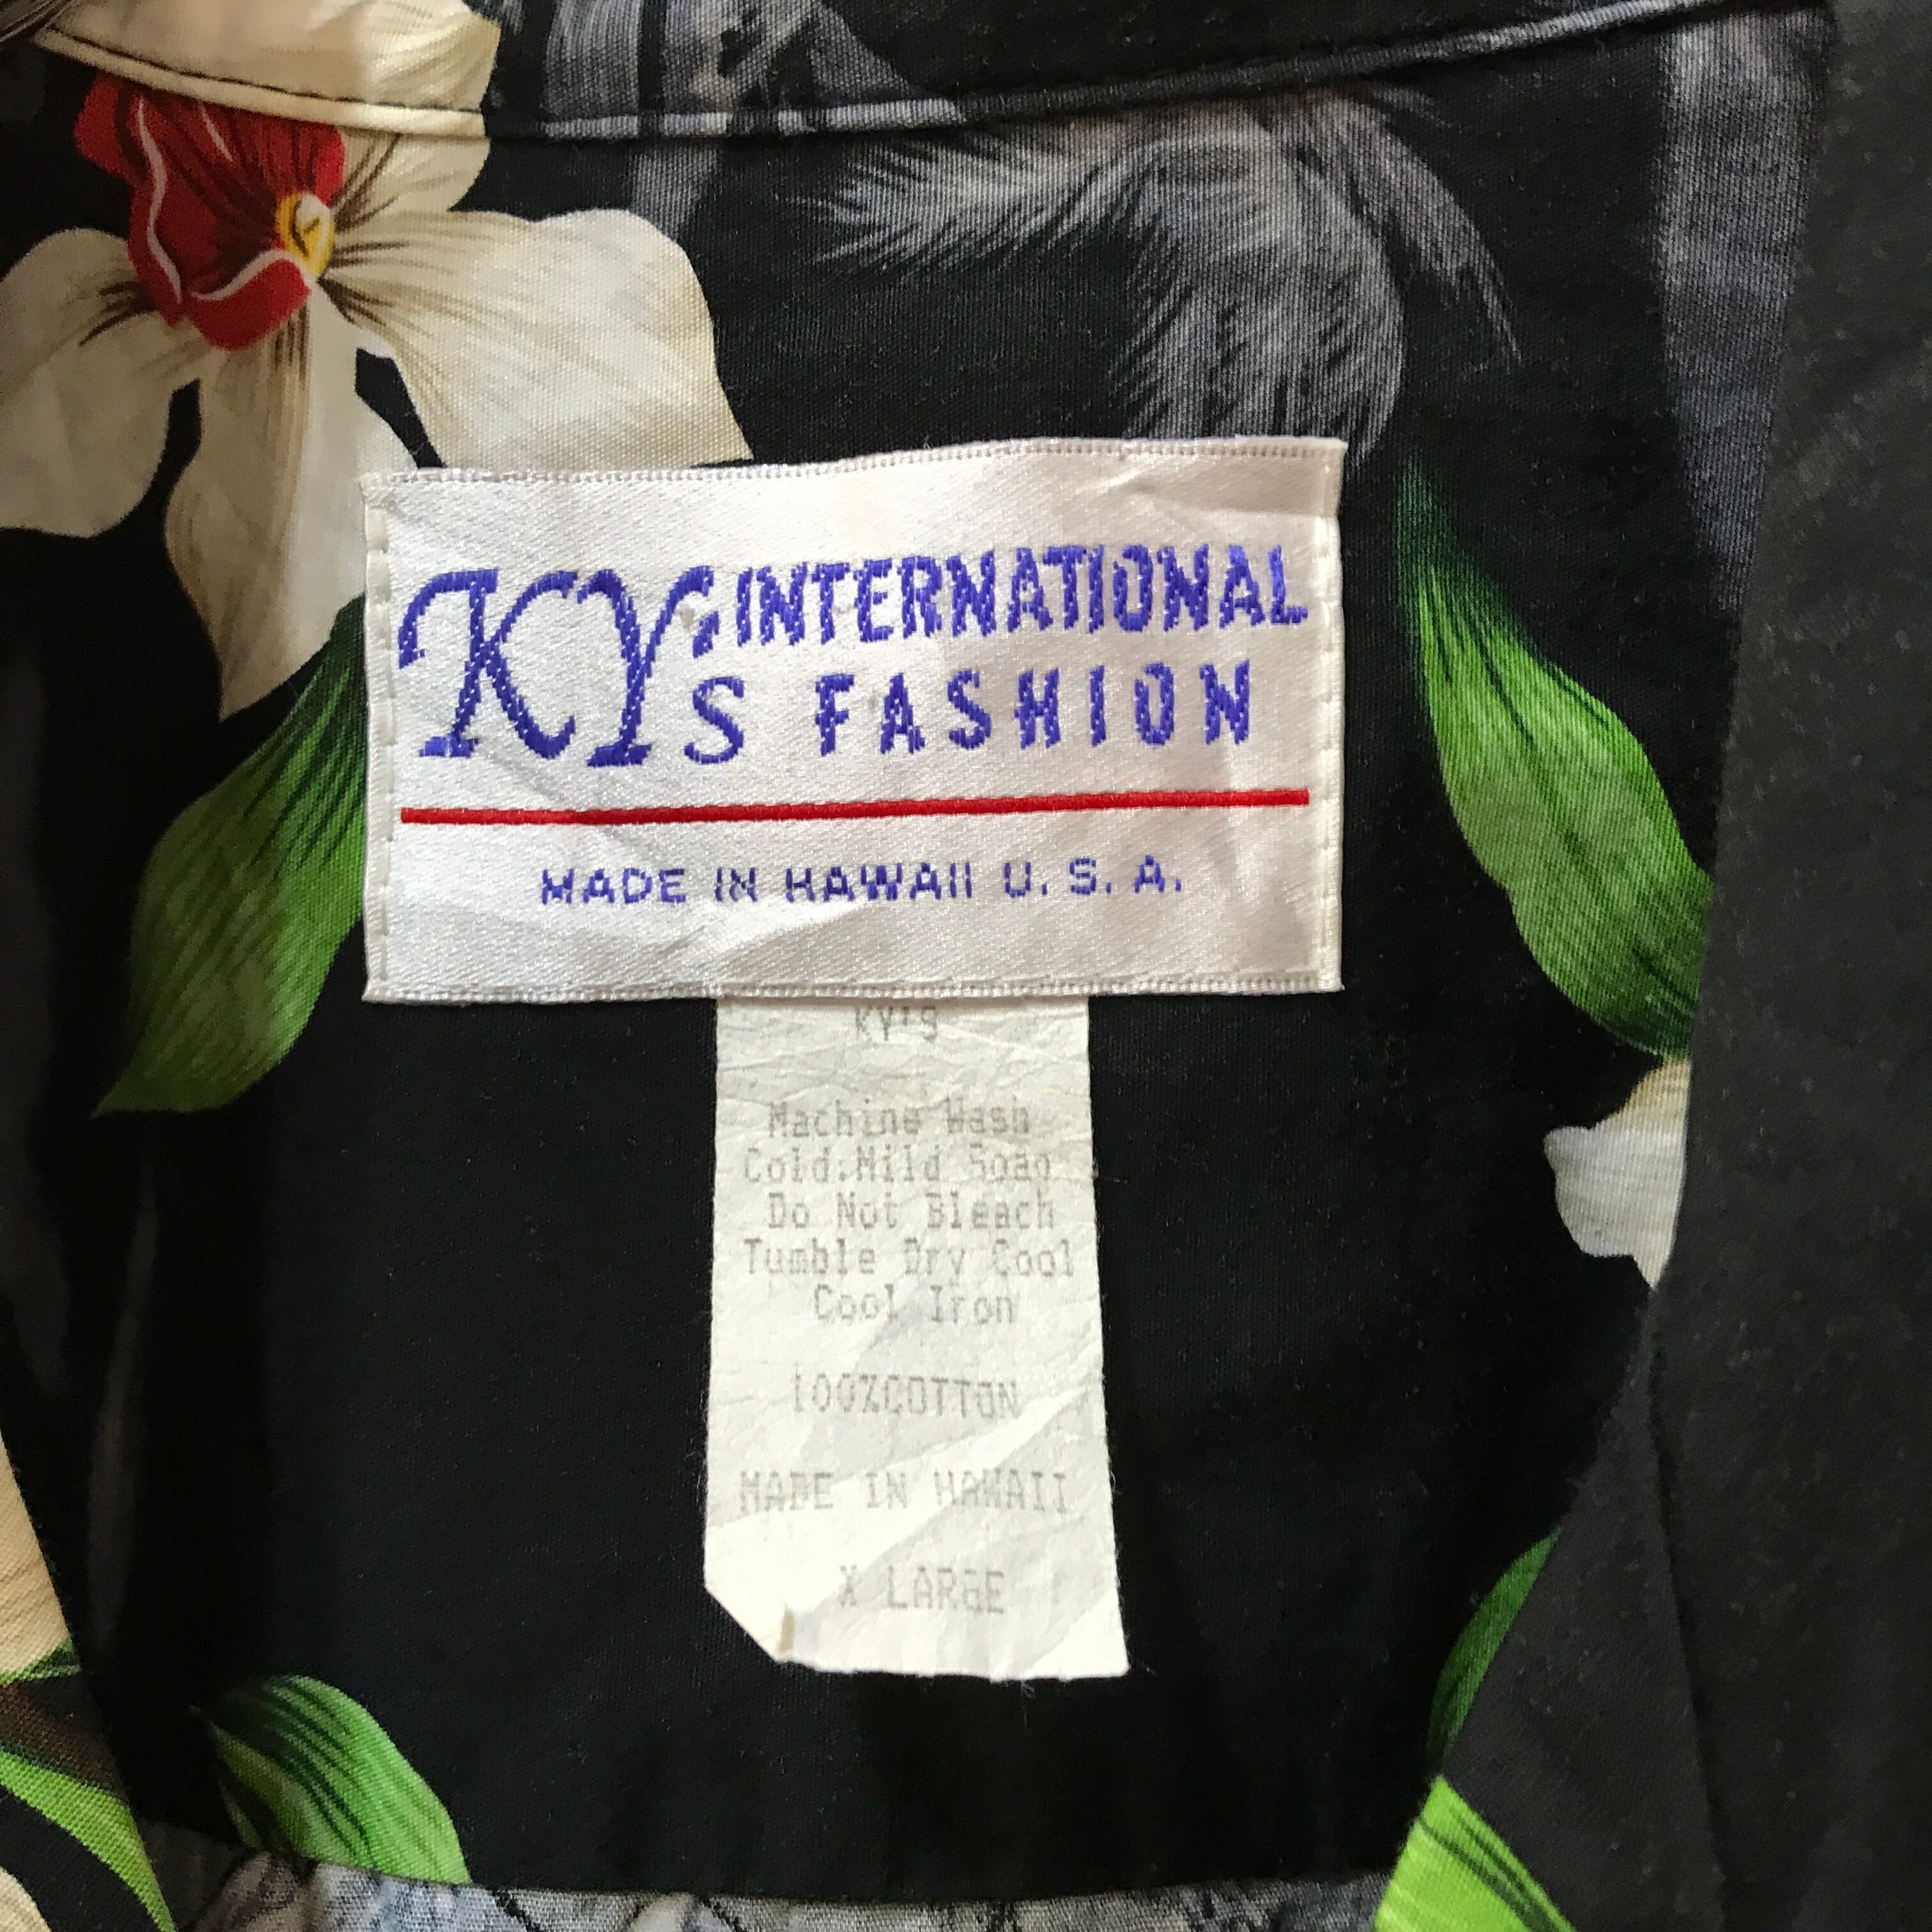 KY'S INTERNATIONAL
FASHION
MADE IN HAWAII U.S.A.
KY'S
Machine Wash
Cold.Mild Soap
Do Not Bleach
Tumble Dry Cool
Cool Iron
100%COTTON
MADE IN HAWAII
X LARGE